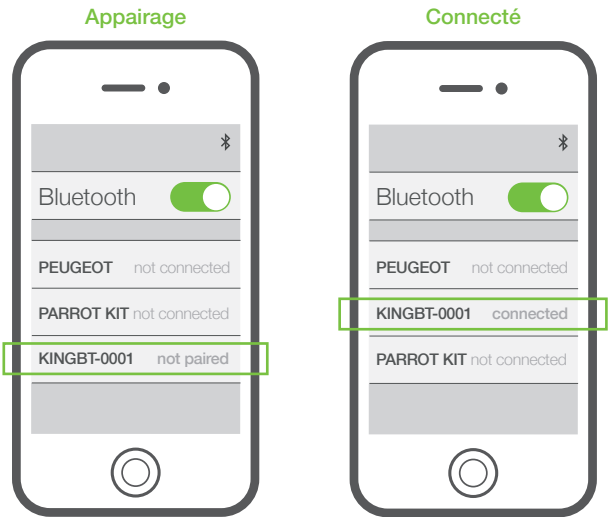 Appairage
Bluetooth
PEUGEOT not connected
PARROT KIT not connected
KINGBT-0001 not paired
Connecté
Bluetooth
PEUGEOT not connected
KINGBT-0001 connected
PARROT KIT not connected